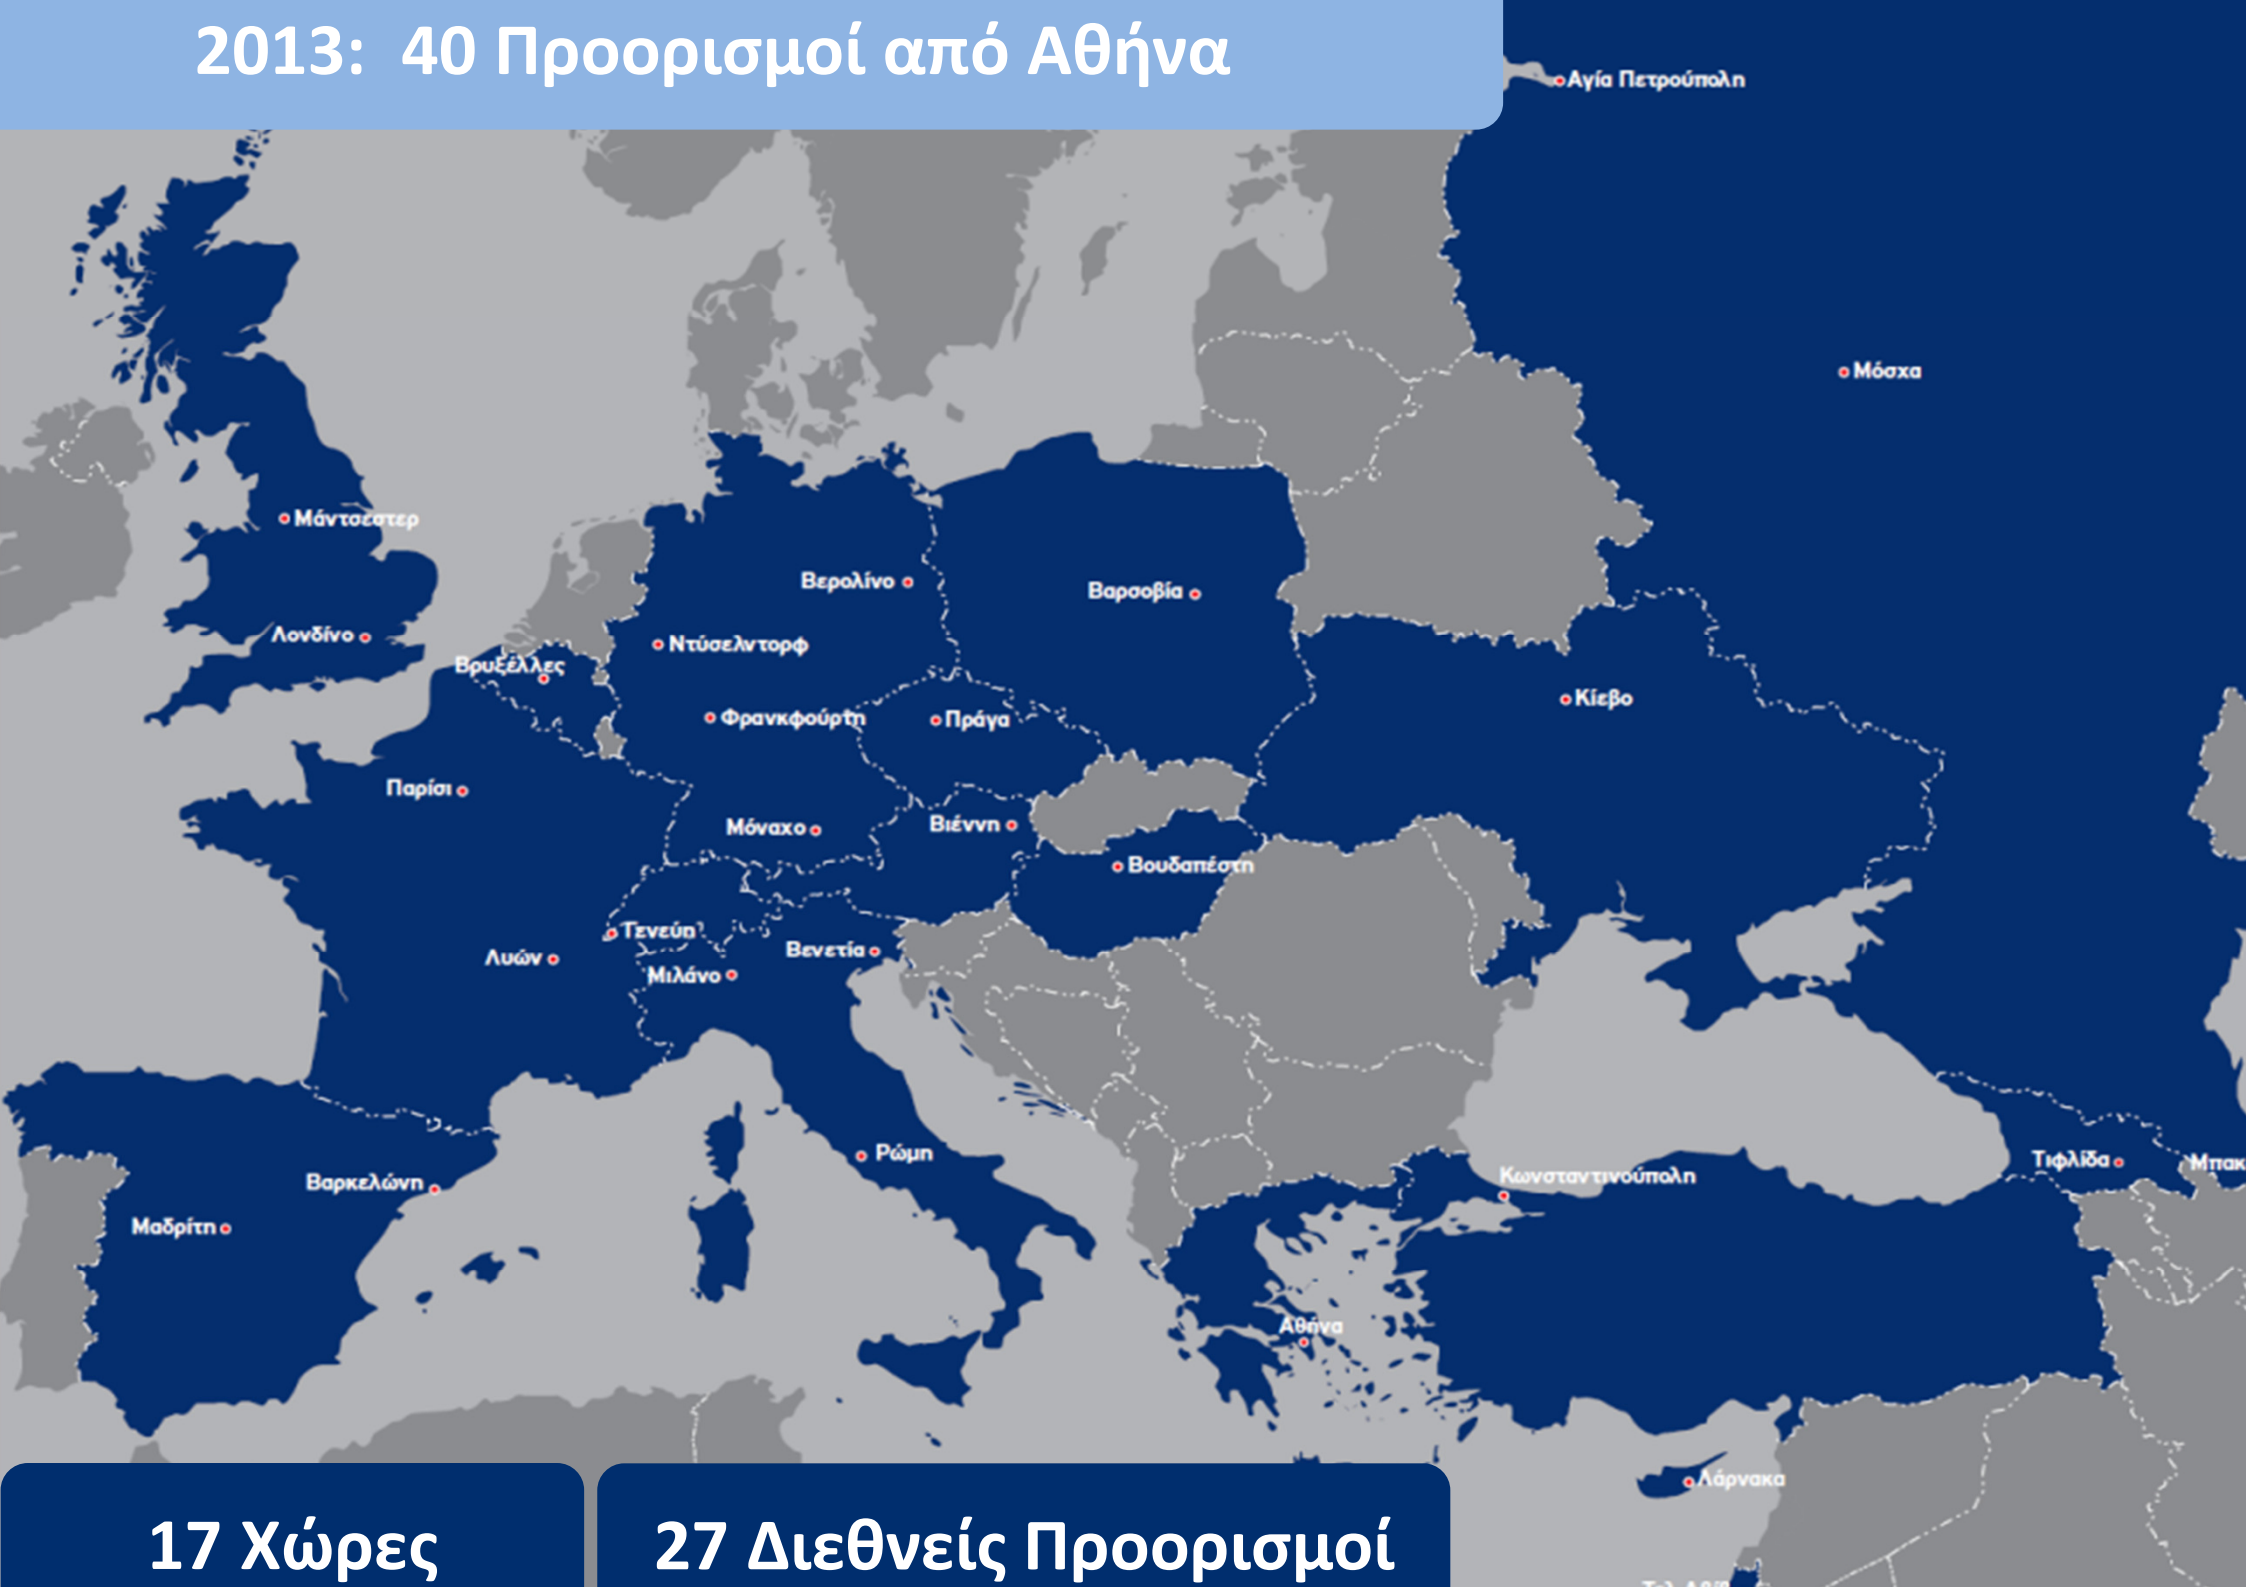 2013: 40 Προορισμοί από Αθήνα
Αγία Πετρούπολη
Μόσχα
Μάντσεστερ
Βερολίνο
Βαρσοβία
Λονδίνο
Ντύσελντορφ
Βρυξέλλες
Κίεβο
Φρανκφούρτη
Πράγα
Παρίσι
Μόναχο
Βιέννη
Βουδαπέστη
Γενεύη
Βενετία
Λυών
Μιλάνο
Ρώμη
Τιφλίδα
Μπακ
Κωνσταντινούπολη
Βαρκελώνη
Μαδρίτη
Αθήνα
Λάρνακα
17 Χώρες
27 Διεθνείς Προορισμοί